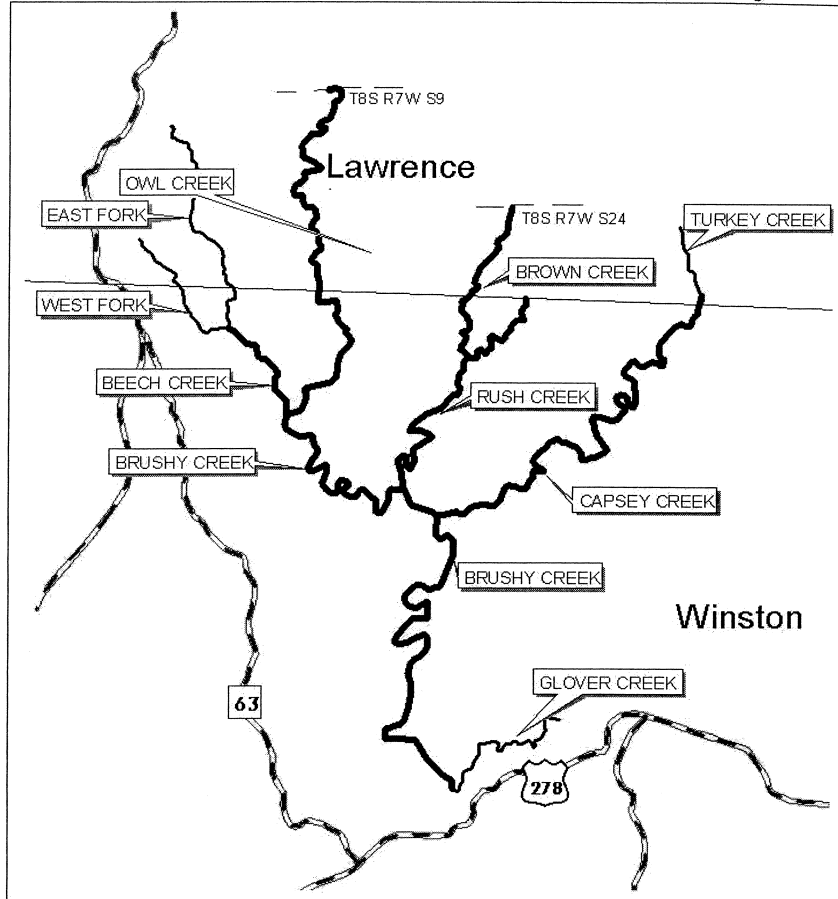 T8S R7W S9
Lawrence
OWL CREEK
EAST FORK
T8S R7W S24
TURKEY CREEK
BROWN CREEK
WEST FORK
BEECH CREEK
RUSH CREEK
BRUSHY CREEK
CAPSEY CREEK
BRUSHY CREEK
Winston
GLOVER CREEK
63
278